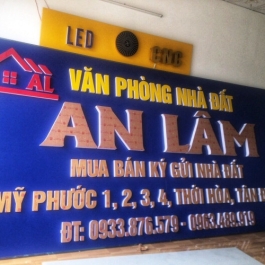 LED CNC
AL
VĂN PHÒNG NHÀ ĐẤT
AN LÂM
MUA BÁN KÝ GỬI NHÀ ĐẤT
MỸ PHƯỚC 1, 2, 3, 4, THỚI HÒA, TÂN
ĐT: 0933.876.579 - 0963.489.919